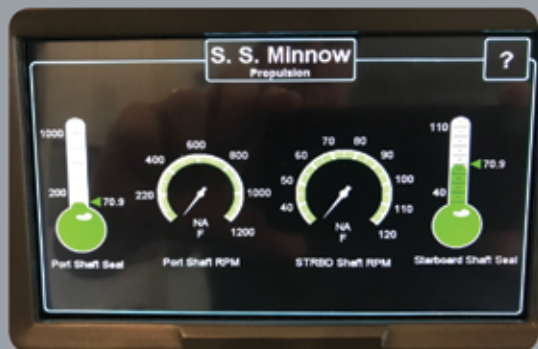 S. S. Minnow
Propulsion
?
1000
200
70.9
Port Shaft Seal
220
400
600
800
1000
1200
NA
F
Port Shaft RPM
40
50
60
70
80
90
100
110
120
NA
F
STRBD Shaft RPM
110
40
70.9
Starboard Shaft Seal